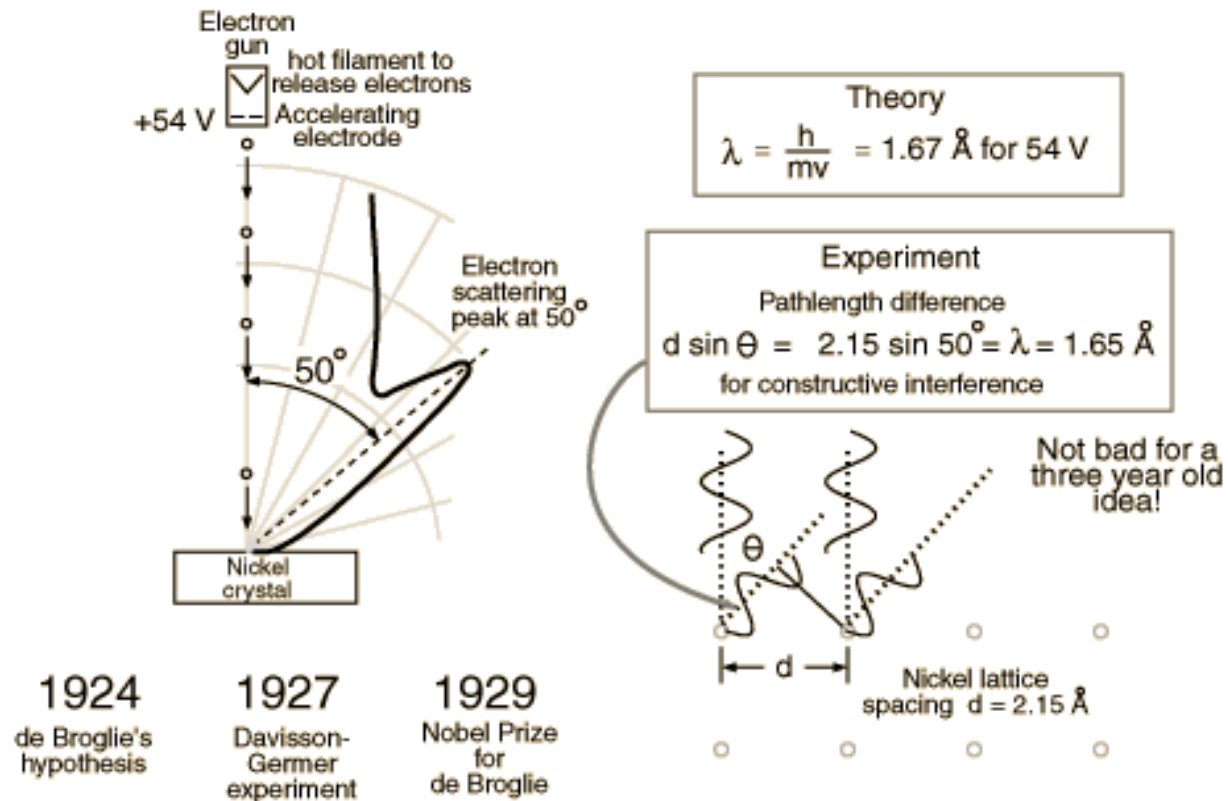 Electron
gun
hot filament to
release electrons
+54 V
Accelerating
electrode
50°
Electron
scattering
peak at 50°
Nickel
crystal
Theory
λ = h/mv = 1.67 Å for 54 V
Experiment
Pathlength difference
d sin θ = 2.15 sin 50° = λ = 1.65 Å
for constructive interference
Not bad for a
three year old
idea!
θ
d
Nickel lattice
spacing d = 2.15 Å
1924
de Broglie's
hypothesis
1927
Davisson-
Germer
experiment
1929
Nobel Prize
for
de Broglie